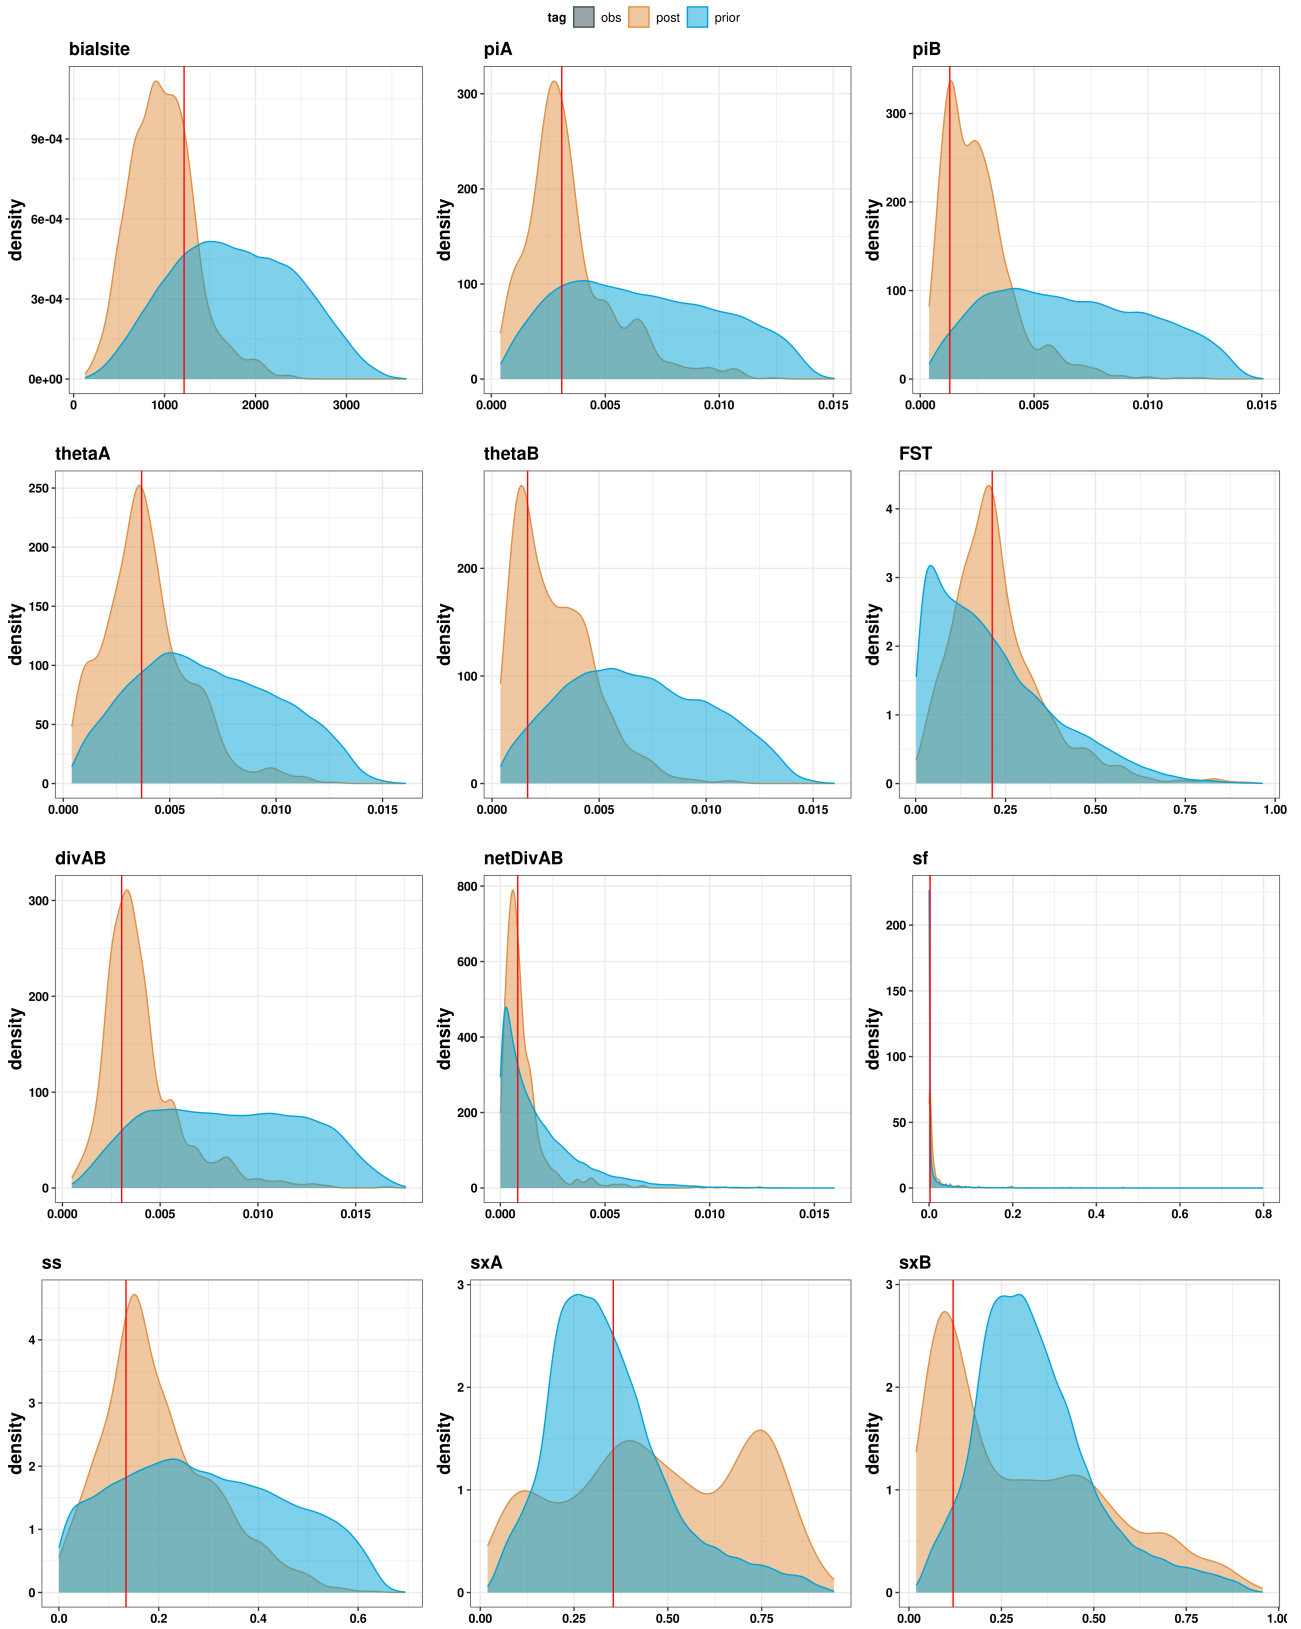 tag obs post prior
bialsite piA piB
density
0e+00 3e-04 6e-04 9e-04
0 1000 2000 3000
density
0 100 200 300
0.000 0.005 0.010 0.015
density
0 100 200 300
0.000 0.005 0.010 0.015
thetaA thetaB FST
density
0 50 100 150 200 250
0.000 0.005 0.010 0.015
density
0 100 200
0.000 0.005 0.010 0.015
density
0 1 2 3 4
0.00 0.25 0.50 0.75 1.00
divAB netDivAB sf
density
0 100 200 300
0.000 0.005 0.010 0.015
density
0 200 400 600 800
0.000 0.005 0.010 0.015
density
0 50 100 150 200
0.0 0.2 0.4 0.6 0.8
ss sxA sxB
density
0 1 2 3 4
0.0 0.2 0.4 0.6
density
0 1 2 3
0.00 0.25 0.50 0.75
density
0 1 2 3
0.00 0.25 0.50 0.75 1.00